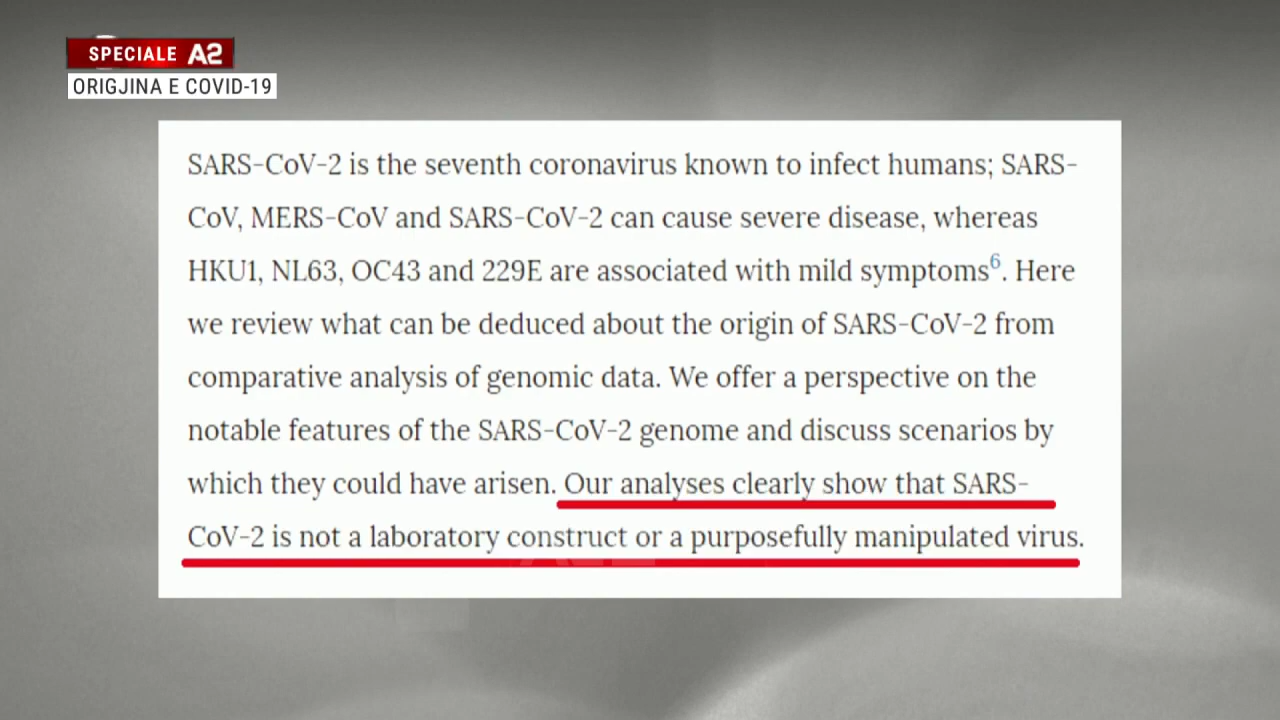 SPECIALE A2
ORIGJINA E COVID-19
SARS-CoV-2 is the seventh coronavirus known to infect humans; SARS-
CoV, MERS-CoV and SARS-CoV-2 can cause severe disease, whereas
HKU1, NL63, OC43 and 229E are associated with mild symptoms⁶. Here
we review what can be deduced about the origin of SARS-CoV-2 from
comparative analysis of genomic data. We offer a perspective on the
notable features of the SARS-CoV-2 genome and discuss scenarios by
which they could have arisen. Our analyses clearly show that SARS-
CoV-2 is not a laboratory construct or a purposefully manipulated virus.